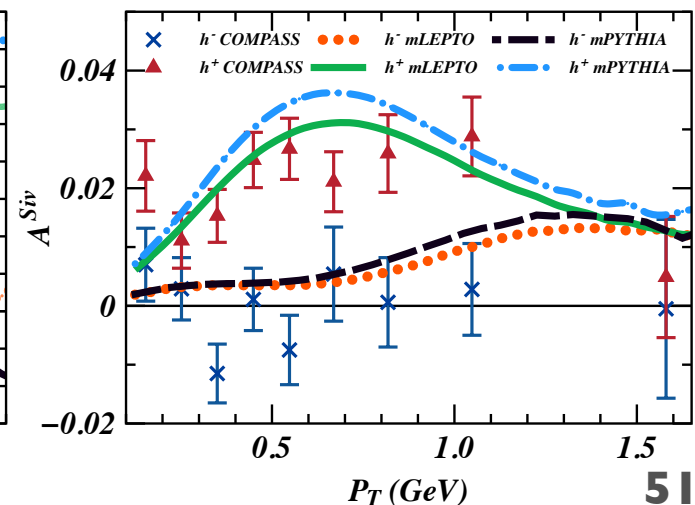 h⁻ COMPASS h⁻ mLEPTO h⁻ mPYTHIA
h⁺ COMPASS h⁺ mLEPTO h⁺ mPYTHIA
0.04
0.02
0
−0.02
A^Siv
0.5 1.0 1.5
P_T (GeV)
51